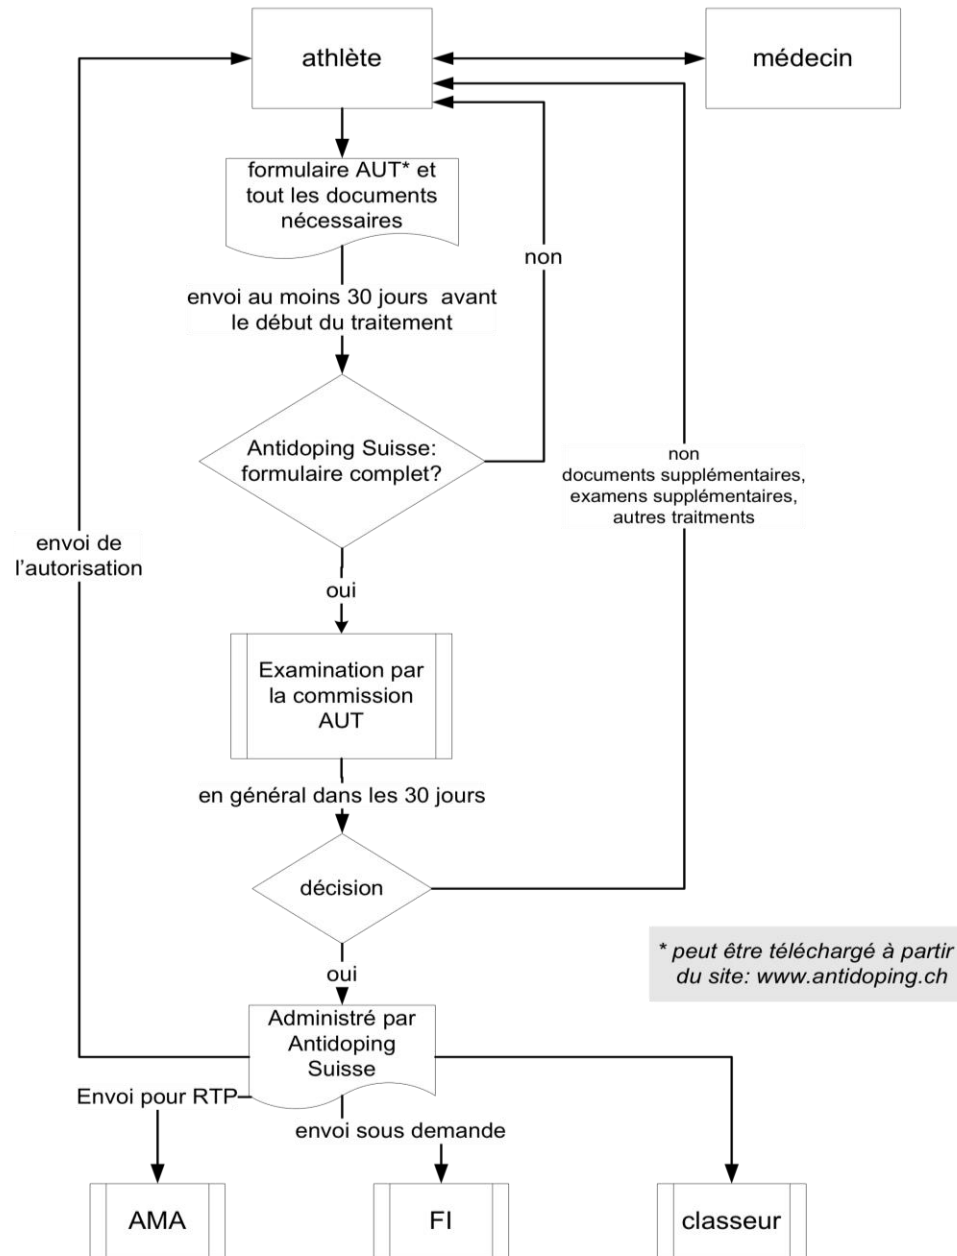 athlète
médecin
formulaire AUT* et
tout les documents
nécessaires
non
envoi au moins 30 jours avant
le début du traitement
Antidoping Suisse:
formulaire complet?
non
documents supplémentaires,
examens supplémentaires,
autres traitments
envoi de
l'autorisation
oui
Examination par
la commission
AUT
en général dans les 30 jours
décision
* peut être téléchargé à partir
du site: www.antidoping.ch
oui
Administré par
Antidoping
Suisse
Envoi pour RTP
envoi sous demande
AMA
FI
classeur